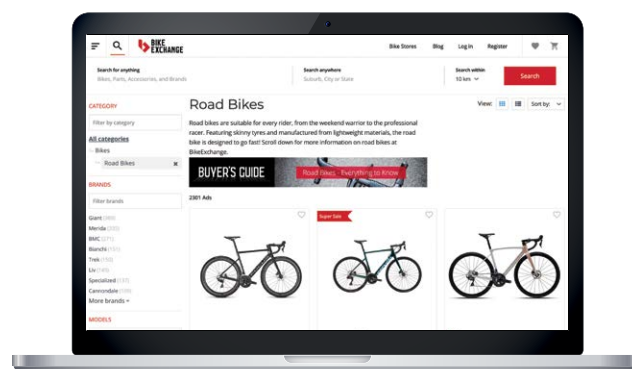 BIKE
EXCHANGE
Bike Stores
Blog
Log In
Register
Search for anything
Bikes, Parts, Accessories, and Brands
Search anywhere
Suburb, City or State
Search within
10 km
Search
CATEGORY
Filter by category
All categories
Bikes
Road Bikes x
BRANDS
Filter brands
Giant
Merida
BMC
Bianchi
Trek
Liv
Specialized
Cannondale
More brands
MODELS
Road Bikes
View:
Sort by:
Road bikes are suitable for every rider, from the weekend warrior to the professional
racer. Featuring skinny tyres and manufactured from lightweight materials, the road
bike is designed to go fast! Scroll down for more information on road bikes at
BikeExchange.
BUYER'S GUIDE
Road Bikes - Everything to Know
2301 Ads
Super Sale